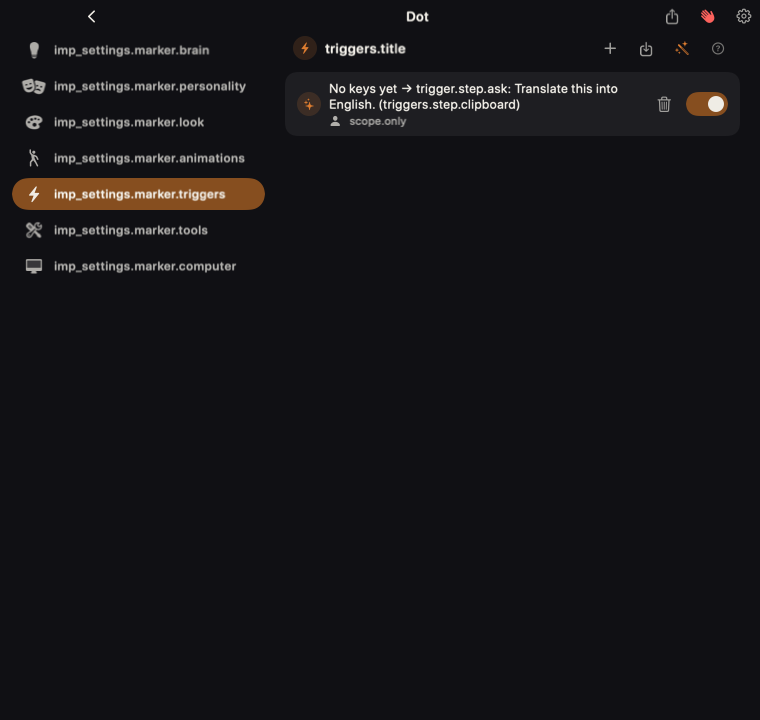 Dot
imp_settings.marker.brain
imp_settings.marker.personality
imp_settings.marker.look
imp_settings.marker.animations
imp_settings.marker.triggers
imp_settings.marker.tools
imp_settings.marker.computer
triggers.title
No keys yet → trigger.step.ask: Translate this into
English. (triggers.step.clipboard)
scope.only